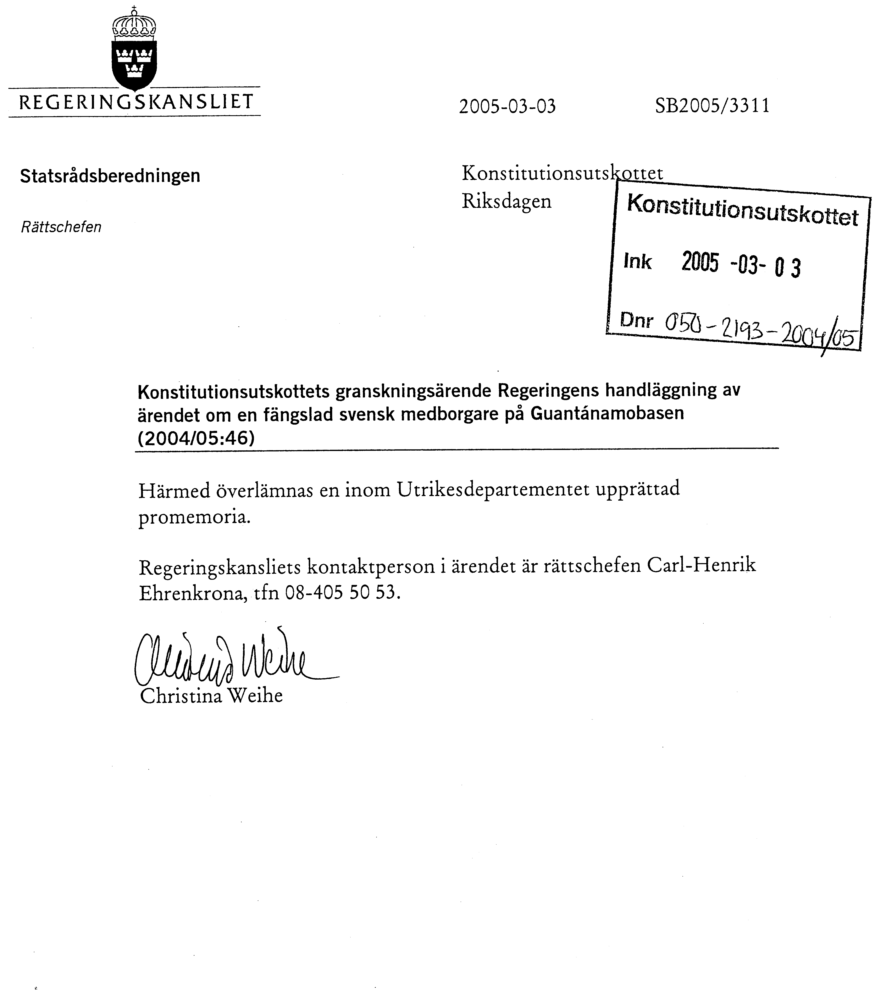 REGERINGSKANSLIET
2005-03-03 SB2005/3311
Statsrådsberedningen
Rättschefen
Konstitutionsutskottet
Riksdagen
Konstitutionsutskottet
Ink 2005-03-03
Dnr 050-2193-2004/05
Konstitutionsutskottets granskningsärende Regeringens handläggning av
ärendet om en fängslad svensk medborgare på Guantánamobasen
(2004/05:46)
Härmed överlämnas en inom Utrikesdepartementet upprättad
promemoria.
Regeringskansliets kontaktperson i ärendet är rättschefen Carl-Henrik
Ehrenkrona, tfn 08-405 50 53.
Christina Weihe
Christina Weihe